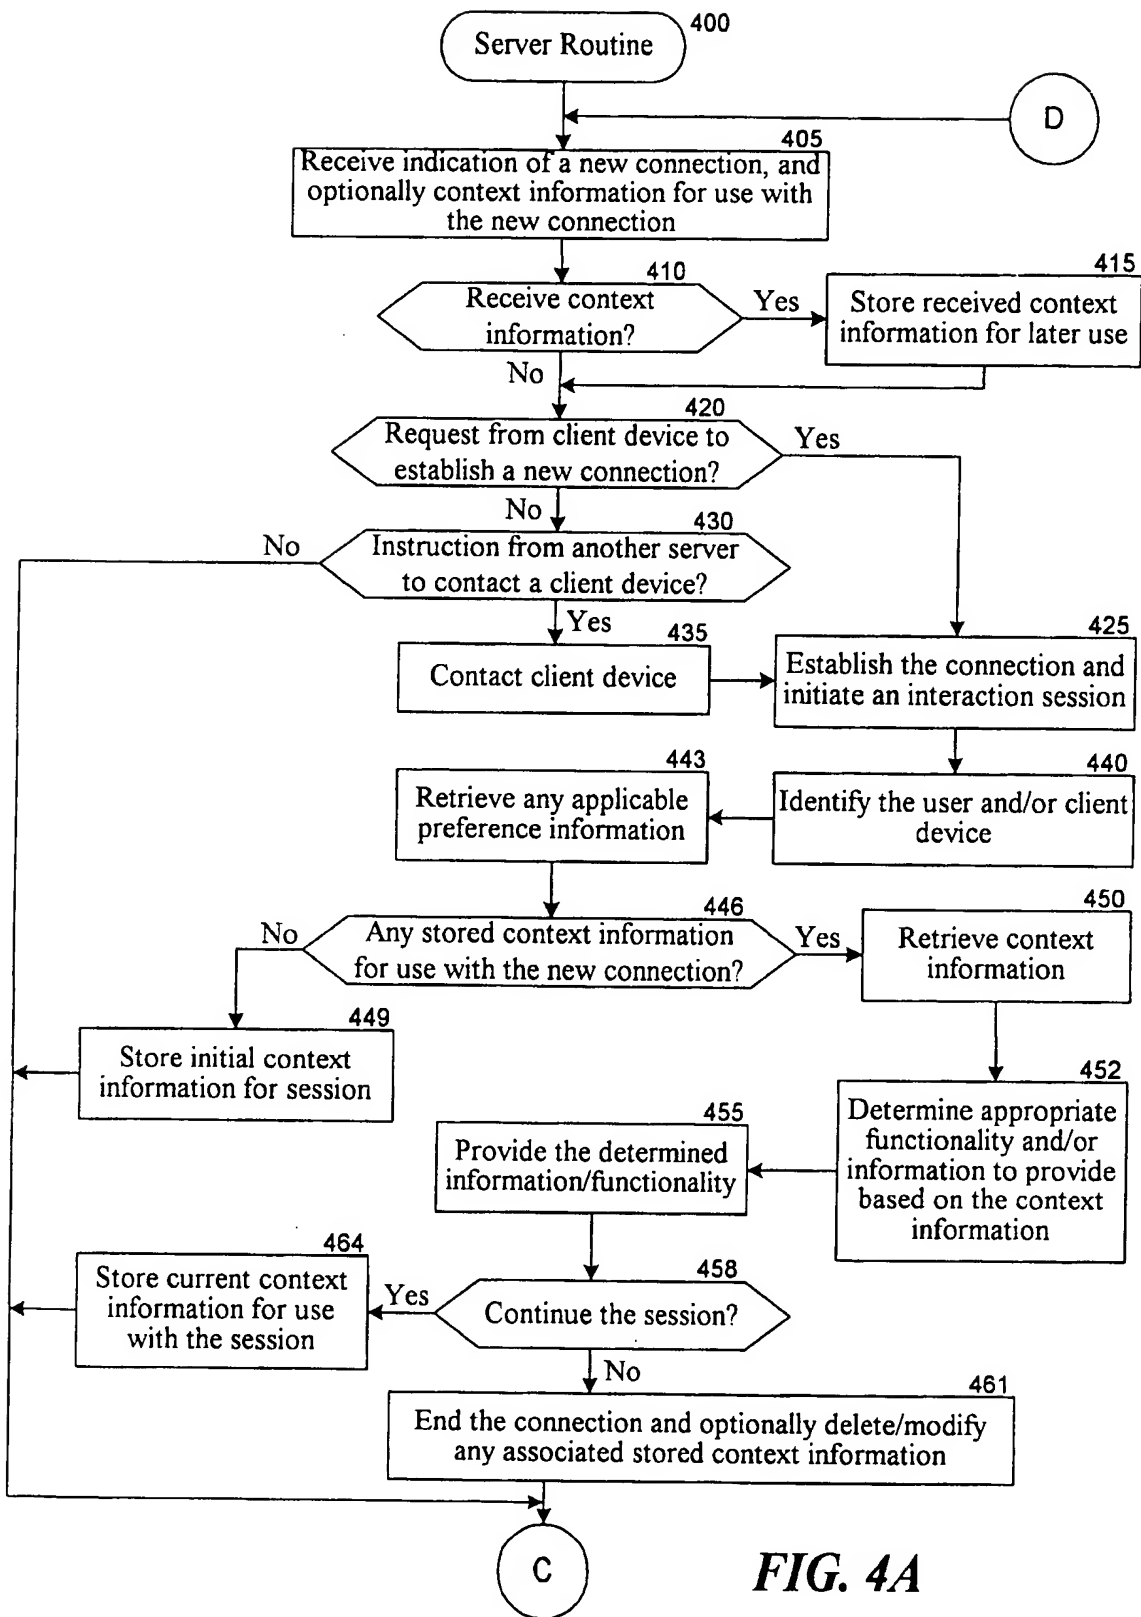 400
Server Routine
D
405
Receive indication of a new connection, and
optionally context information for use with
the new connection
410
Receive context
information?
Yes
415
Store received context
information for later use
No
420
Request from client device to
establish a new connection?
Yes
No
430
Instruction from another server
to contact a client device?
No
Yes
435
Contact client device
425
Establish the connection and
initiate an interaction session
440
Identify the user and/or client
device
443
Retrieve any applicable
preference information
446
Any stored context information
for use with the new connection?
No
Yes
450
Retrieve context
information
449
Store initial context
information for session
452
Determine appropriate
functionality and/or
information to provide
based on the context
information
455
Provide the determined
information/functionality
458
Continue the session?
Yes
464
Store current context
information for use
with the session
No
461
End the connection and optionally delete/modify
any associated stored context information
C
FIG. 4A